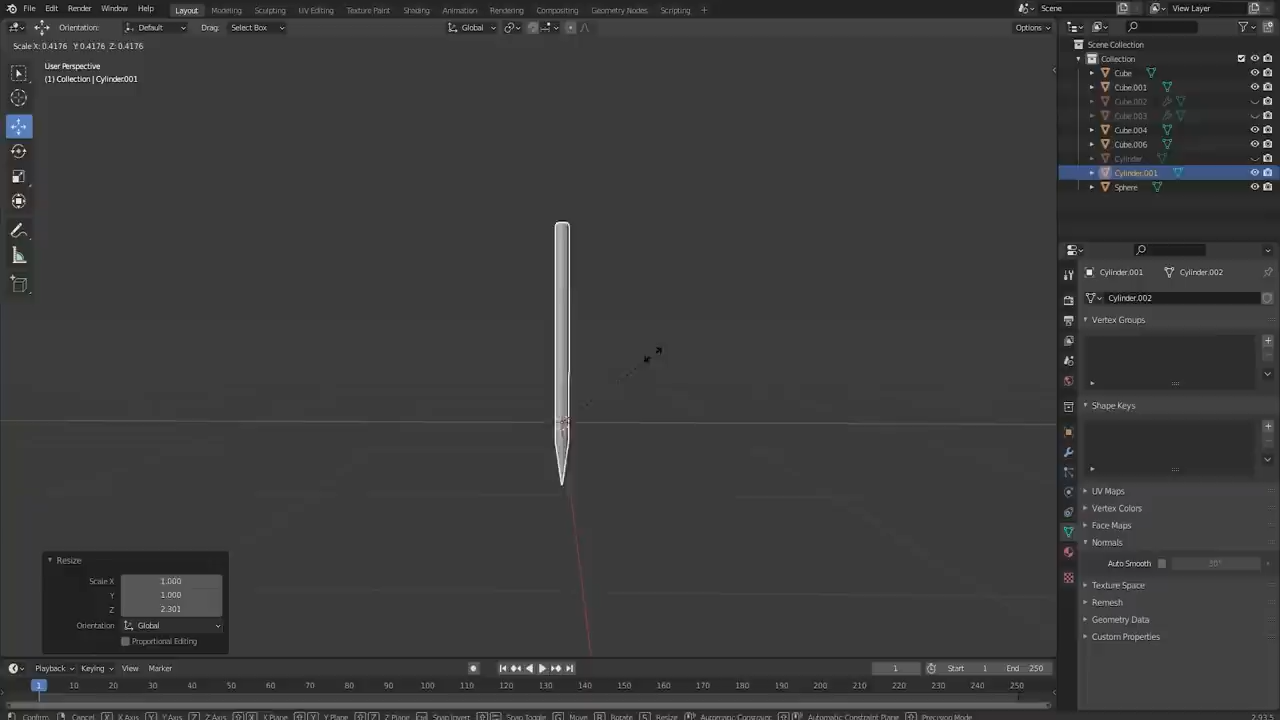 File Edit Render Window Help Layout Modeling Sculpting UV Editing Texture Paint Shading Animation Rendering Compositing Geometry Nodes Scripting + Scene View Layer
Orientation: Default Drag: Select Box Global Options
Scale X: 0.4176 Y: 0.4176 Z: 0.4176
User Perspective
(1) Collection | Cylinder.001
Scene Collection
Collection
Cube
Cube.001
Cube.002
Cube.003
Cube.004
Cube.006
Cylinder
Cylinder.001
Sphere
Cylinder.001 Cylinder.002
Cylinder.002
Vertex Groups
Shape Keys
UV Maps
Vertex Colors
Face Maps
Normals
Auto Smooth 30°
Texture Space
Remesh
Geometry Data
Custom Properties
Resize
Scale X 1.000
Y 1.000
Z 2.301
Orientation Global
Proportional Editing
Playback Keying View Marker 1 Start 1 End 250
1 10 20 30 40 50 60 70 80 90 100 110 120 130 140 150 160 170 180 190 200 210 220 230 240 250
Confirm Cancel X Axis Y Axis Z Axis X Plane Y Plane Z Plane Snap Invert Snap Toggle Move Rotate Resize Automatic Constraint Automatic Constraint Plane Precision Mode 2.93.5